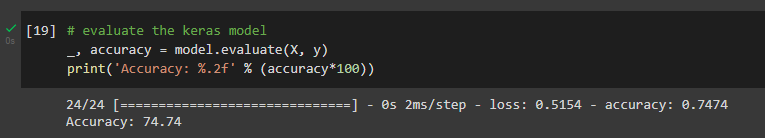 [19] # evaluate the keras model
_, accuracy = model.evaluate(X, y)
0s
print('Accuracy: %.2f' % (accuracy*100))
24/24 [==============================] - 0s 2ms/step - loss: 0.5154 - accuracy: 0.7474
Accuracy: 74.74